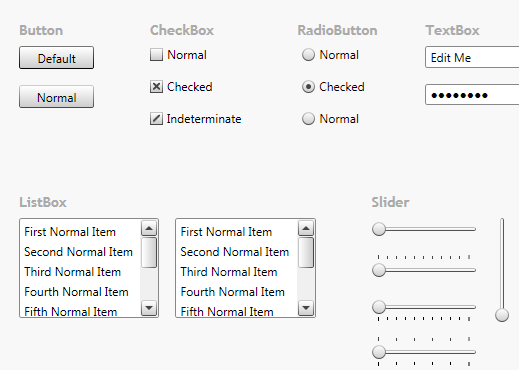 Button CheckBox RadioButton TextBox
Default Normal Normal Edit Me
Normal Checked Checked ●●●●●●●●
Indeterminate Normal
ListBox Slider
First Normal Item First Normal Item
Second Normal Item Second Normal Item
Third Normal Item Third Normal Item
Fourth Normal Item Fourth Normal Item
Fifth Normal Item Fifth Normal Item